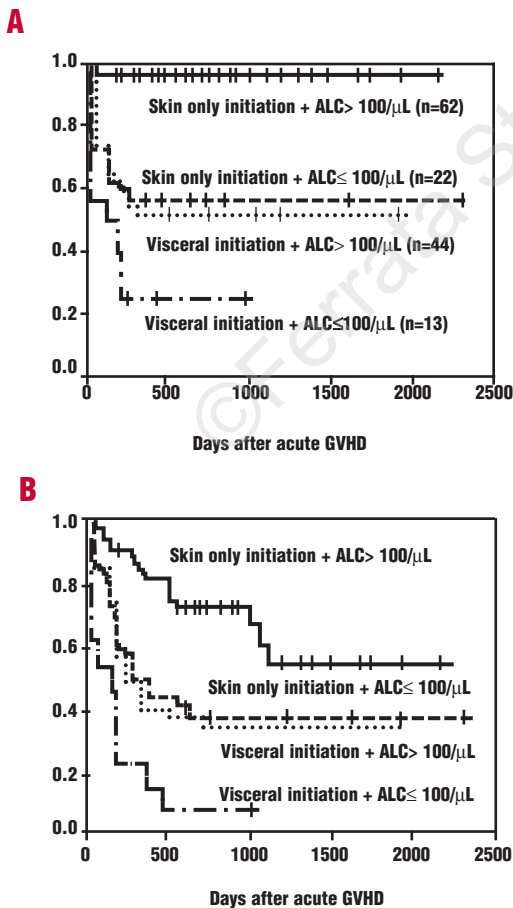 A
1.0
0.8
0.6
0.4
0.2
0.0
Skin only initiation + ALC> 100/μL (n=62)
Skin only initiation + ALC≤ 100/μL (n=22)
Visceral initiation + ALC> 100/μL (n=44)
Visceral initiation + ALC≤100/μL (n=13)
0 500 1000 1500 2000 2500
Days after acute GVHD
©Ferrata St
B
1.0
0.8
0.6
0.4
0.2
0.0
Skin only initiation + ALC> 100/μL
Skin only initiation + ALC≤ 100/μL
Visceral initiation + ALC> 100/μL
Visceral initiation + ALC≤ 100/μL
0 500 1000 1500 2000 2500
Days after acute GVHD